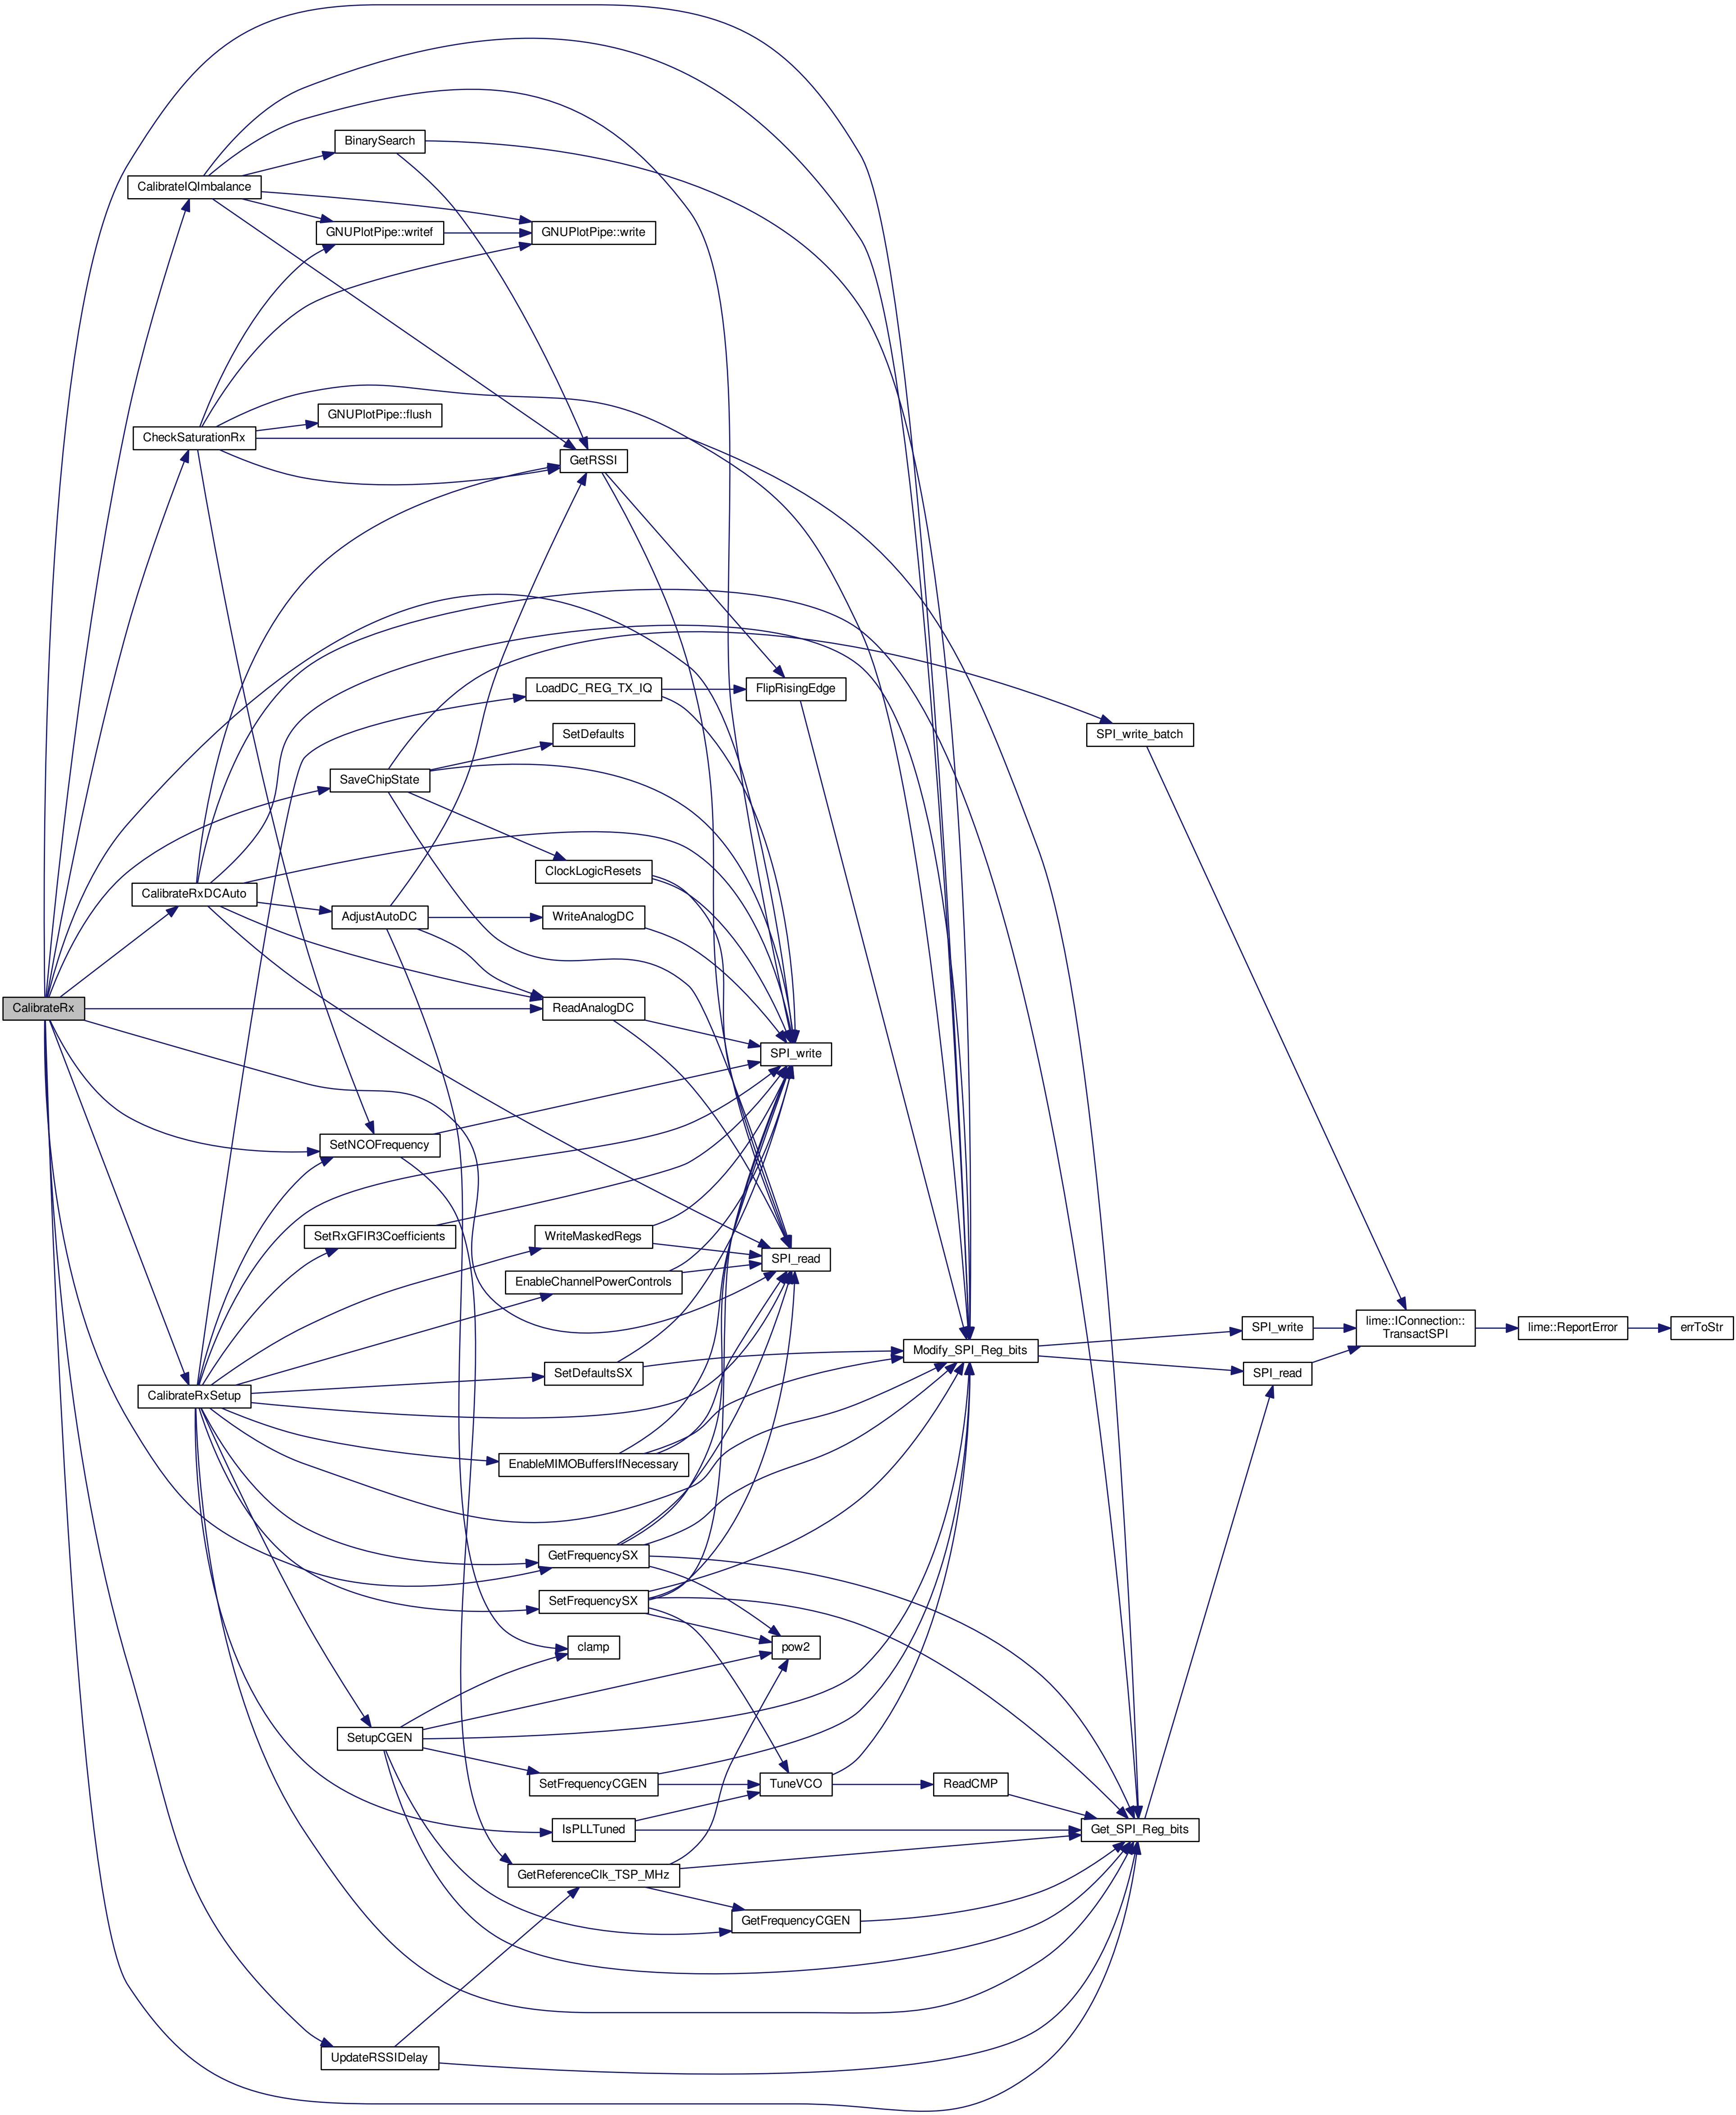 BinarySearch
CalibrateIQImbalance
GNUPlotPipe::writef
GNUPlotPipe::write
GNUPlotPipe::flush
CheckSaturationRx
GetRSSI
LoadDC_REG_TX_IQ
FlipRisingEdge
SetDefaults
SPI_write_batch
SaveChipState
ClockLogicResets
CalibrateRxDCAuto
AdjustAutoDC
WriteAnalogDC
CalibrateRx
ReadAnalogDC
SPI_write
SetNCOFrequency
SetRxGFIR3Coefficients
WriteMaskedRegs
SPI_read
EnableChannelPowerControls
SPI_write
lime::IConnection::
TransactSPI
lime::ReportError
errToStr
Modify_SPI_Reg_bits
SetDefaultsSX
SPI_read
CalibrateRxSetup
EnableMIMOBuffersIfNecessary
GetFrequencySX
SetFrequencySX
clamp
pow2
SetupCGEN
SetFrequencyCGEN
TuneVCO
ReadCMP
IsPLLTuned
Get_SPI_Reg_bits
GetReferenceClk_TSP_MHz
GetFrequencyCGEN
UpdateRSSIDelay